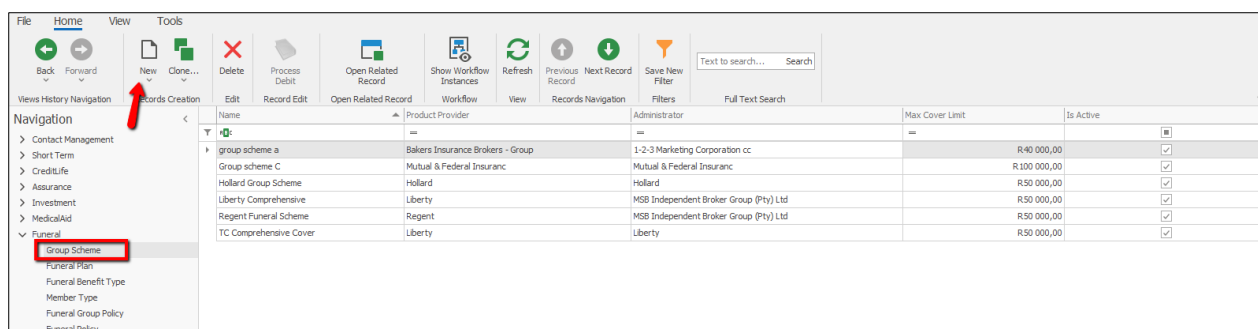 File Home View Tools
Back Forward New Clone... Delete Process Debit Open Related Record Show Workflow Instances Refresh Previous Record Next Record Save New Filter Text to search... Search
Views History Navigation Records Creation Edit Record Edit Open Related Record Workflow View Records Navigation Filters Full Text Search
Navigation
Contact Management
Short Term
CreditLife
Assurance
Investment
MedicalAid
Funeral
Group Scheme
Funeral Plan
Funeral Benefit Type
Member Type
Funeral Group Policy
Funeral Policy
Name Product Provider Administrator Max Cover Limit Is Active
= = =
group scheme a Bakers Insurance Brokers - Group 1-2-3 Marketing Corporation cc R40 000,00
Group scheme C Mutual & Federal Insuranc Mutual & Federal Insuranc R100 000,00
Hollard Group Scheme Hollard Hollard R50 000,00
Liberty Comprehensive Liberty MSB Independent Broker Group (Pty) Ltd R50 000,00
Regent Funeral Scheme Regent MSB Independent Broker Group (Pty) Ltd R50 000,00
TC Comprehensive Cover Liberty Liberty R50 000,00